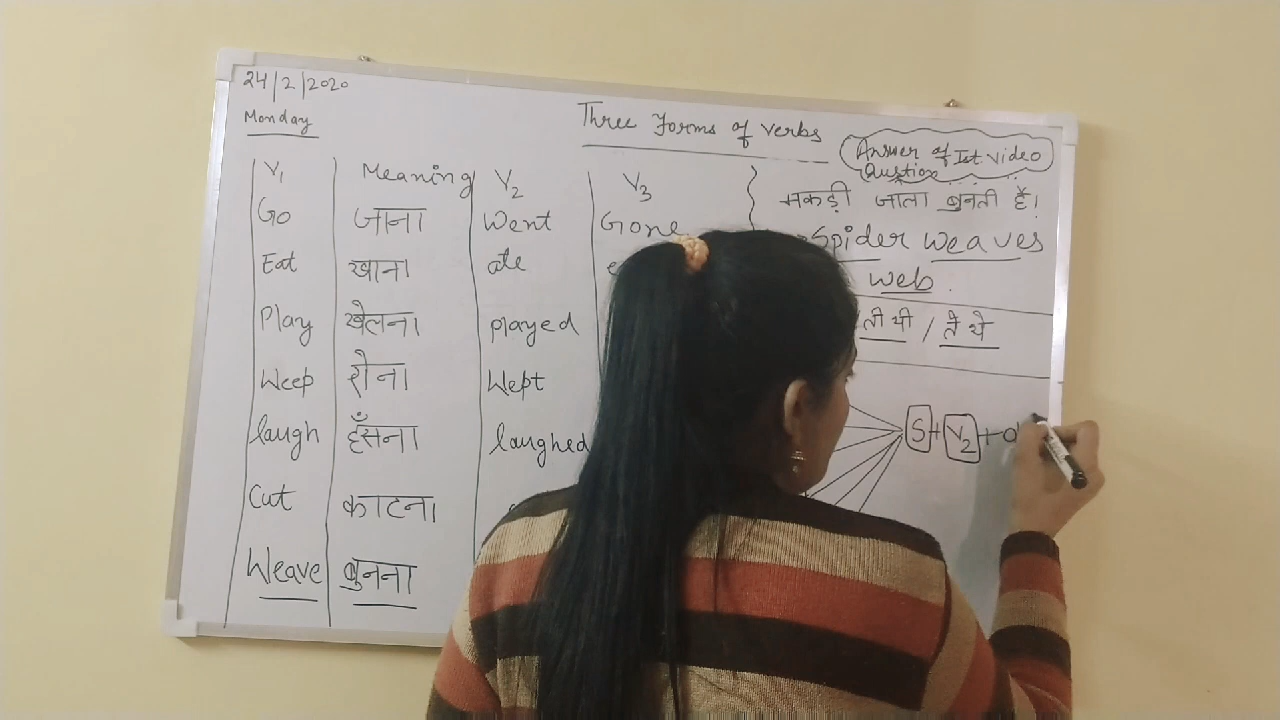 24/2/2020
Monday
Three Forms of verbs
Answer of Ist. video
Qustion
V1 Meaning V2 V3
Go जाना Went Gone
Eat खाना ate
Play खेलना played
Weep रोना Wept
laugh हँसना laughed
Cut काटना
Weave बुनना
मकड़ी जाला बुनती है।
Spider weaves
web.
ती थी / ते थे
S + V2 + o